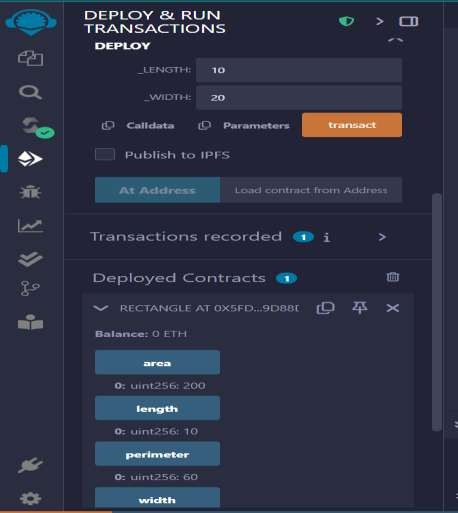 DEPLOY & RUN
TRANSACTIONS
DEPLOY
_LENGTH: 10
_WIDTH: 20
Calldata Parameters transact
Publish to IPFS
At Address Load contract from Address
Transactions recorded 1 i
Deployed Contracts 1
RECTANGLE AT 0X5FD...9D88E
Balance: 0 ETH
area
0: uint256: 200
length
0: uint256: 10
perimeter
0: uint256: 60
width